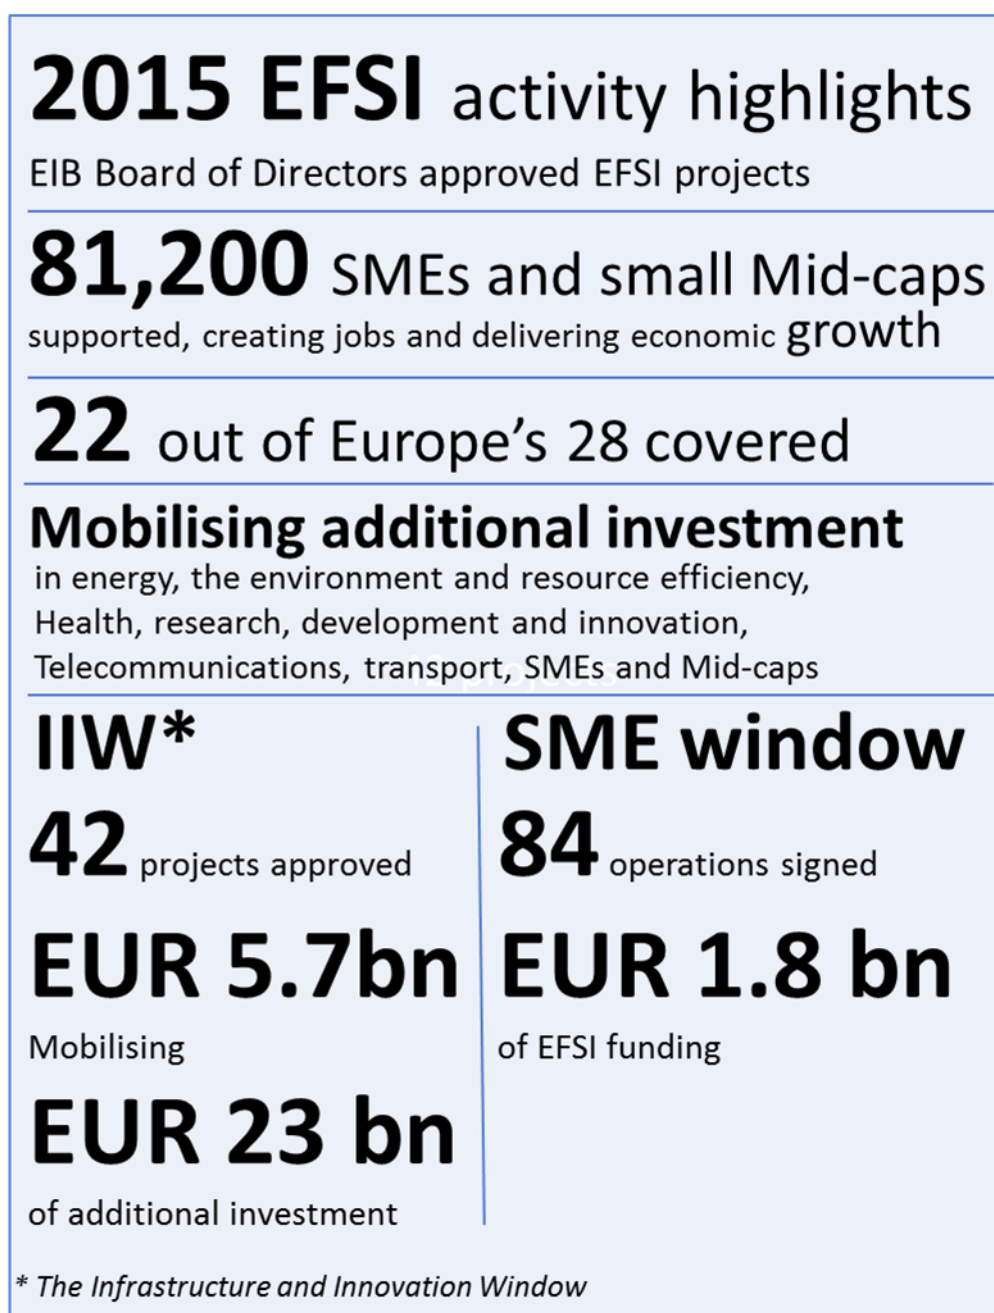 2015 EFSI activity highlights
EIB Board of Directors approved EFSI projects
81,200 SMEs and small Mid-caps
supported, creating jobs and delivering economic growth
22 out of Europe's 28 covered
Mobilising additional investment
in energy, the environment and resource efficiency,
Health, research, development and innovation,
Telecommunications, transport, SMEs and Mid-caps
IIW*
42 projects approved
EUR 5.7bn
Mobilising
EUR 23 bn
of additional investment
SME window
84 operations signed
EUR 1.8 bn
of EFSI funding
* The Infrastructure and Innovation Window